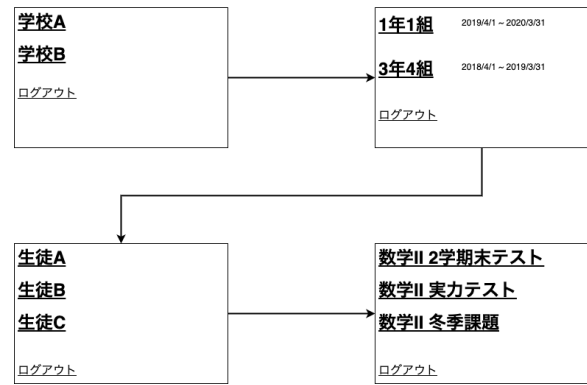 学校A
学校B
ログアウト
1年1組 2019/4/1 ~ 2020/3/31
3年4組 2018/4/1 ~ 2019/3/31
ログアウト
生徒A
生徒B
生徒C
ログアウト
数学II 2学期末テスト
数学II 実力テスト
数学II 冬季課題
ログアウト